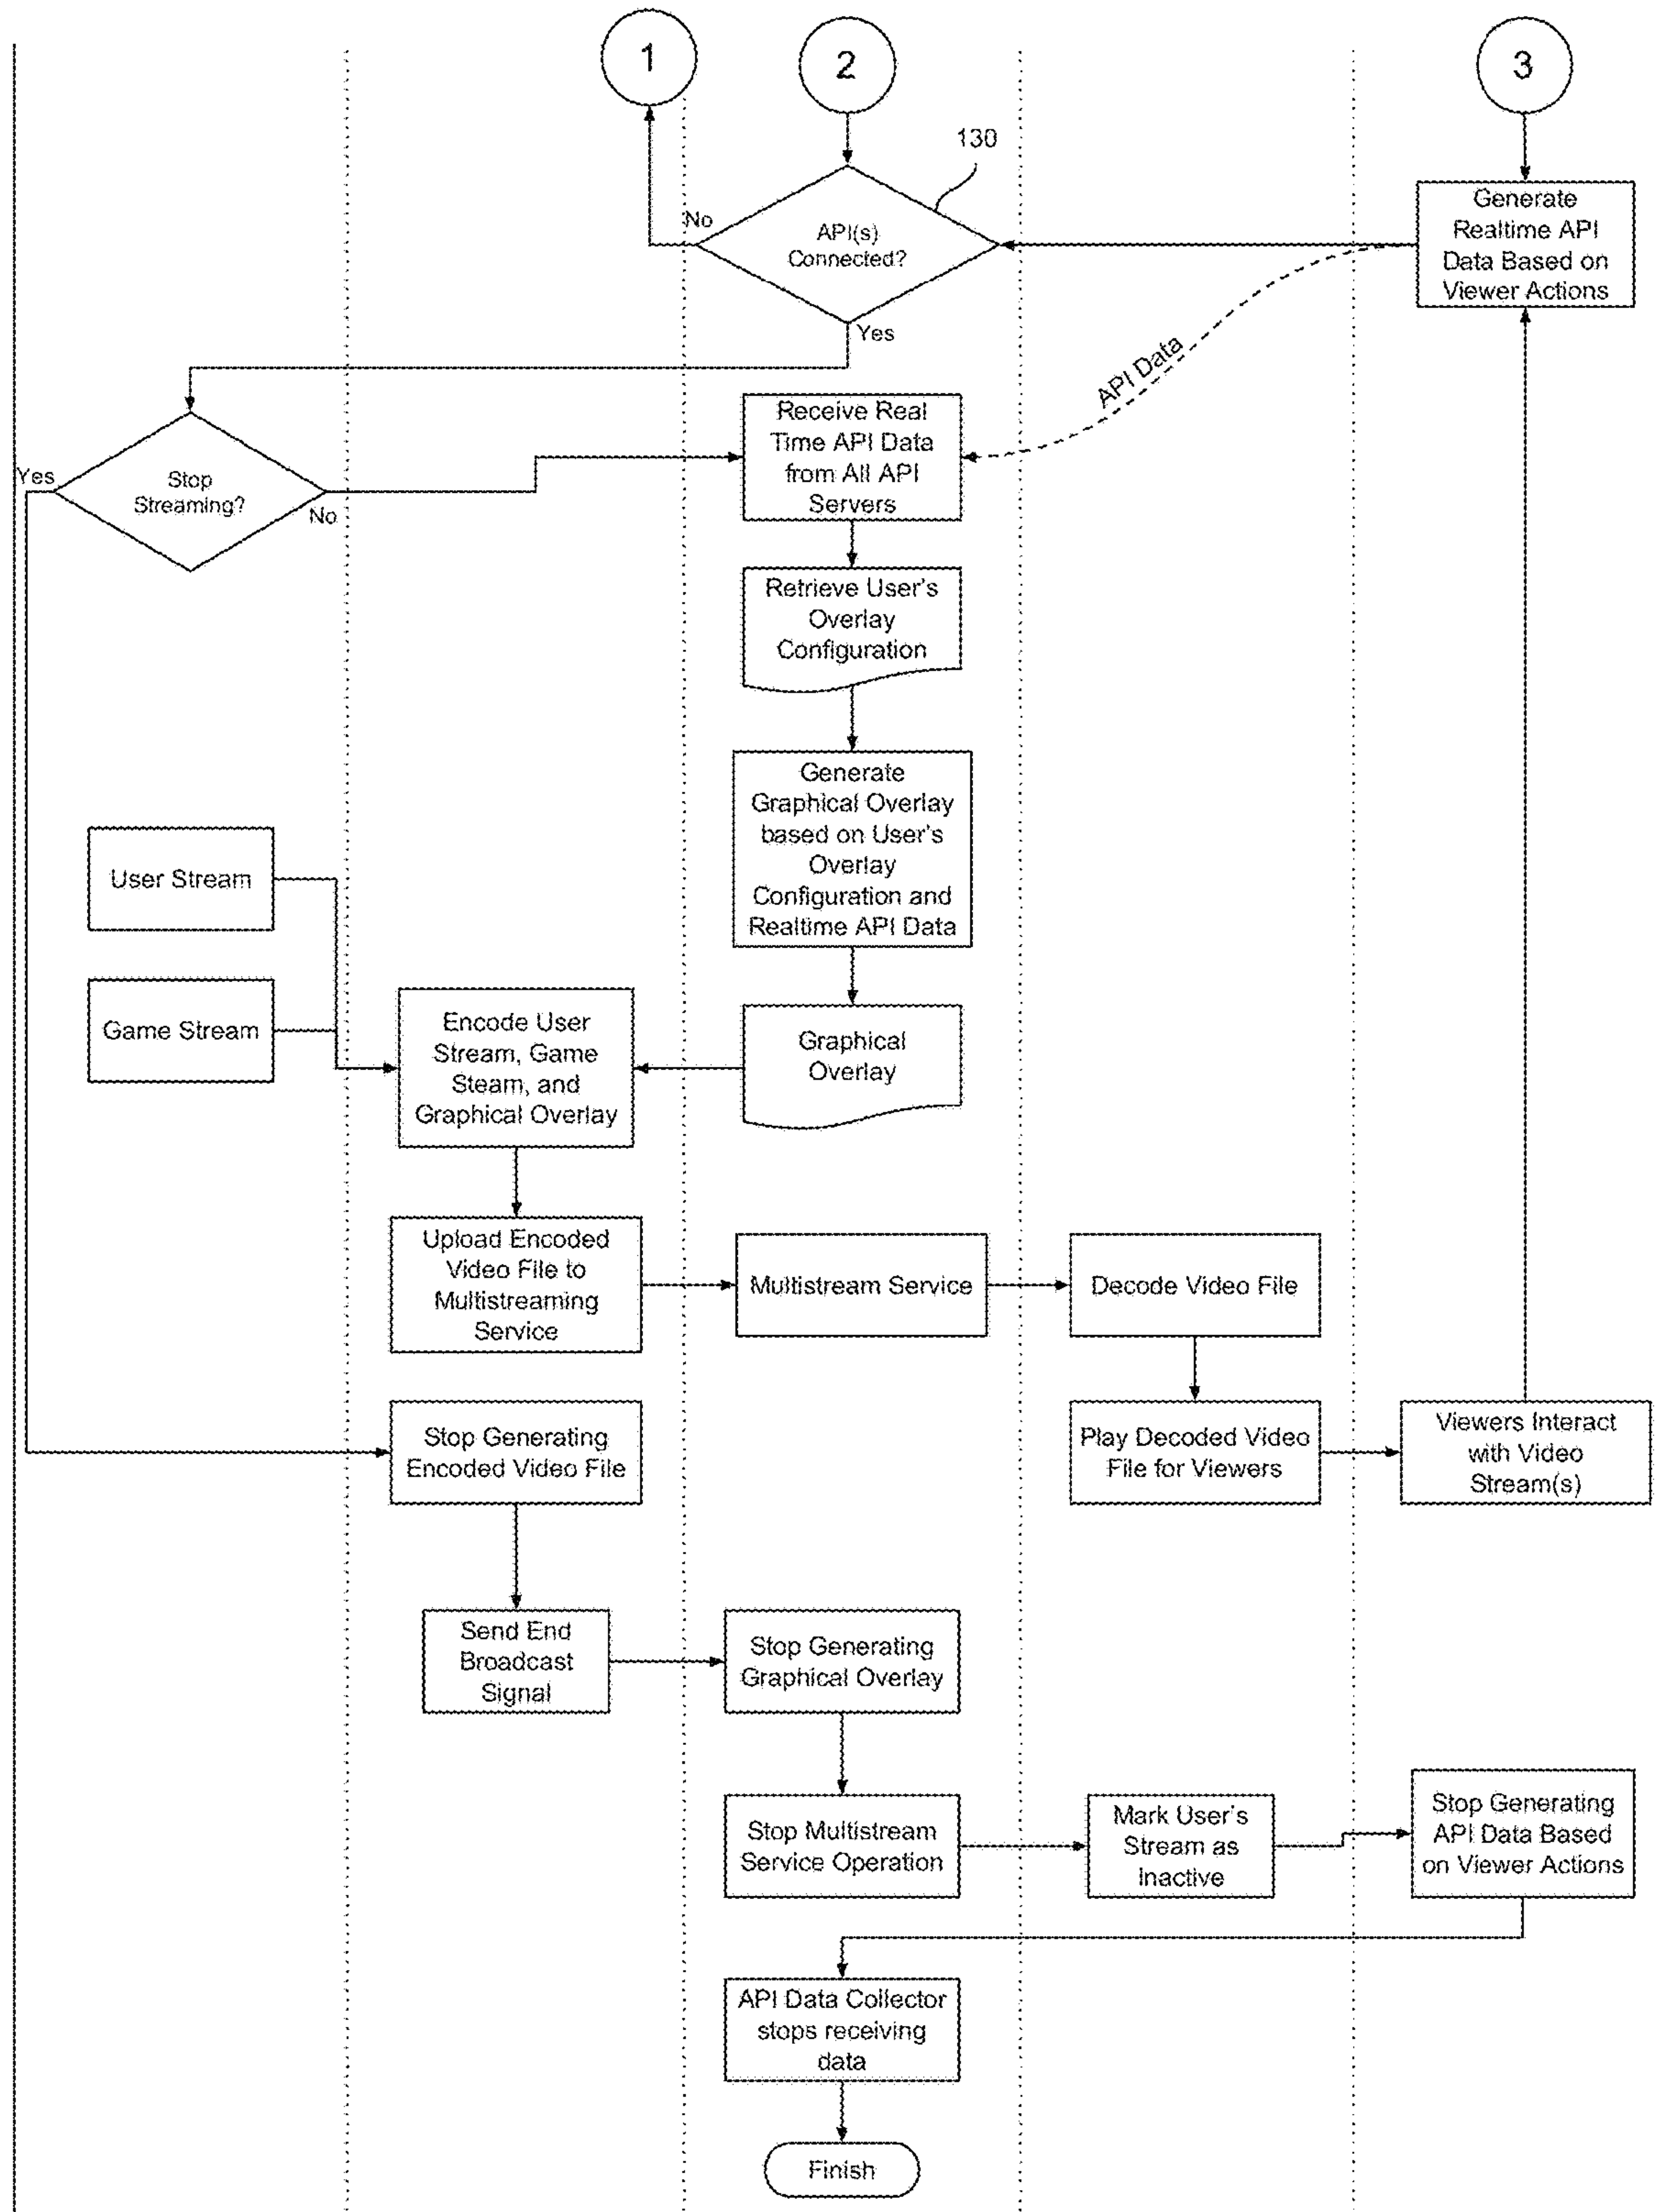 1
2
3
130
API(s)
Connected?
No
Yes
Generate
Realtime API
Data Based on
Viewer Actions
API Data
Stop
Streaming?
Yes
No
Receive Real
Time API Data
from All API
Servers
Retrieve User's
Overlay
Configuration
Generate
Graphical Overlay
based on User's
Overlay
Configuration and
Realtime API Data
User Stream
Game Stream
Encode User
Stream, Game
Steam, and
Graphical Overlay
Graphical
Overlay
Upload Encoded
Video File to
Multistreaming
Service
Multistream Service
Decode Video File
Stop Generating
Encoded Video File
Play Decoded Video
File for Viewers
Viewers Interact
with Video
Stream(s)
Send End
Broadcast
Signal
Stop Generating
Graphical Overlay
Stop Multistream
Service Operation
Mark User's
Stream as
Inactive
Stop Generating
API Data Based
on Viewer Actions
API Data Collector
stops receiving
data
Finish